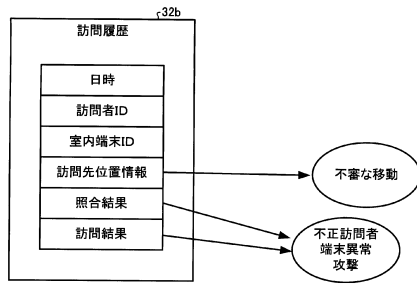 32b
訪問履歴
日時
訪問者ID
室内端末ID
訪問先位置情報
照合結果
訪問結果
不審な移動
不正訪問者
端末異常
攻撃